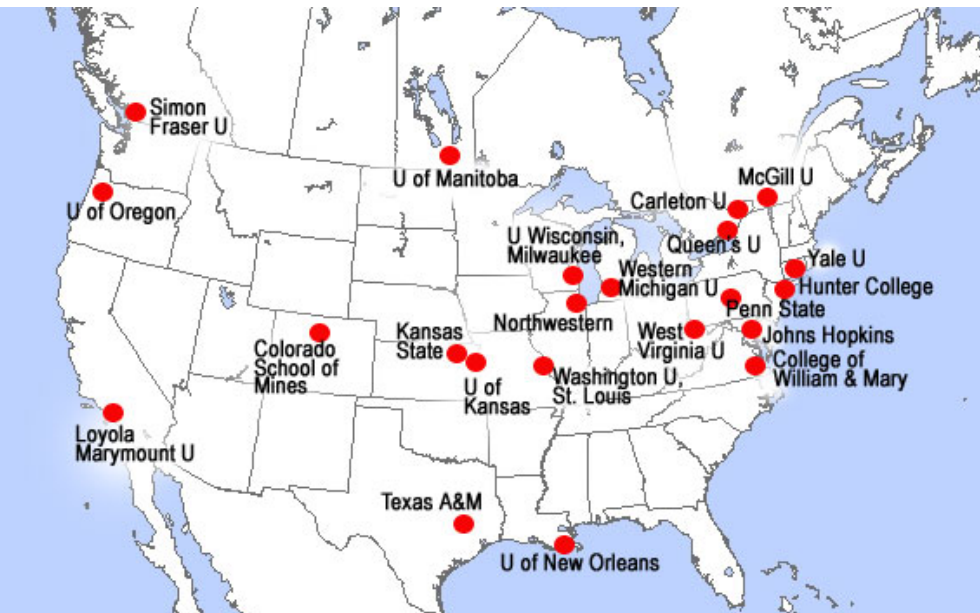 Simon
Fraser U
U of Manitoba
McGill U
Carleton U
U of Oregon
Queen's U
U Wisconsin,
Milwaukee
Yale U
Western
Michigan U
Hunter College
Penn State
Northwestern
Kansas
State
West
Virginia U
Johns Hopkins
Colorado
School of
Mines
College of
William & Mary
U of
Kansas
Washington U,
St. Louis
Loyola
Marymount U
Texas A&M
U of New Orleans